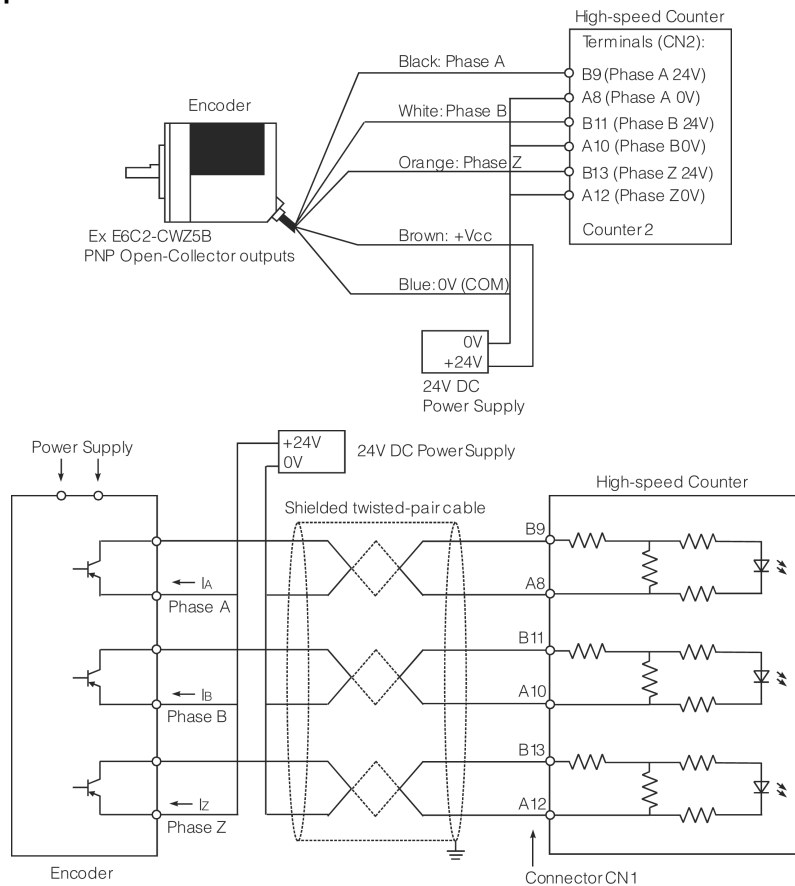 High-speed Counter
Terminals (CN2):
Black: Phase A
B9 (Phase A 24V)
Encoder
A8 (Phase A 0V)
White: Phase B
B11 (Phase B 24V)
A10 (Phase B 0V)
Orange: Phase Z
B13 (Phase Z 24V)
A12 (Phase Z 0V)
Ex E6C2-CWZ5B
PNP Open-Collector outputs
Brown: +Vcc
Counter 2
Blue: 0V (COM)
0V
+24V
24V DC
Power Supply
Power Supply
+24V
0V
24V DC Power Supply
High-speed Counter
Shielded twisted-pair cable
B9
IA
A8
Phase A
B11
IB
A10
Phase B
B13
IZ
A12
Phase Z
Encoder
Connector CN1